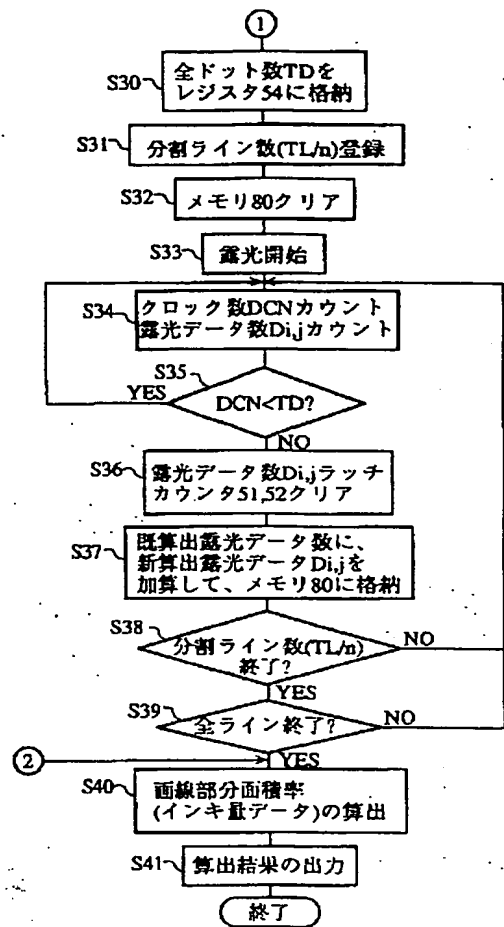 1
S30
全ドット数TDを
レジスタ54に格納
S31
分割ライン数(TL/n)登録
S32
メモリ80クリア
S33
露光開始
S34
クロック数DCNカウント
露光データ数Di,jカウント
S35
YES
DCN<TD?
NO
S36
露光データ数Di,jラッチ
カウンタ51,52クリア
S37
既算出露光データ数に、
新算出露光データDi,jを
加算して、メモリ80に格納
S38
分割ライン数(TL/n)
終了?
NO
YES
S39
全ライン終了?
NO
YES
2
S40
画線部分面積率
(インキ量データ)の算出
S41
算出結果の出力
終了